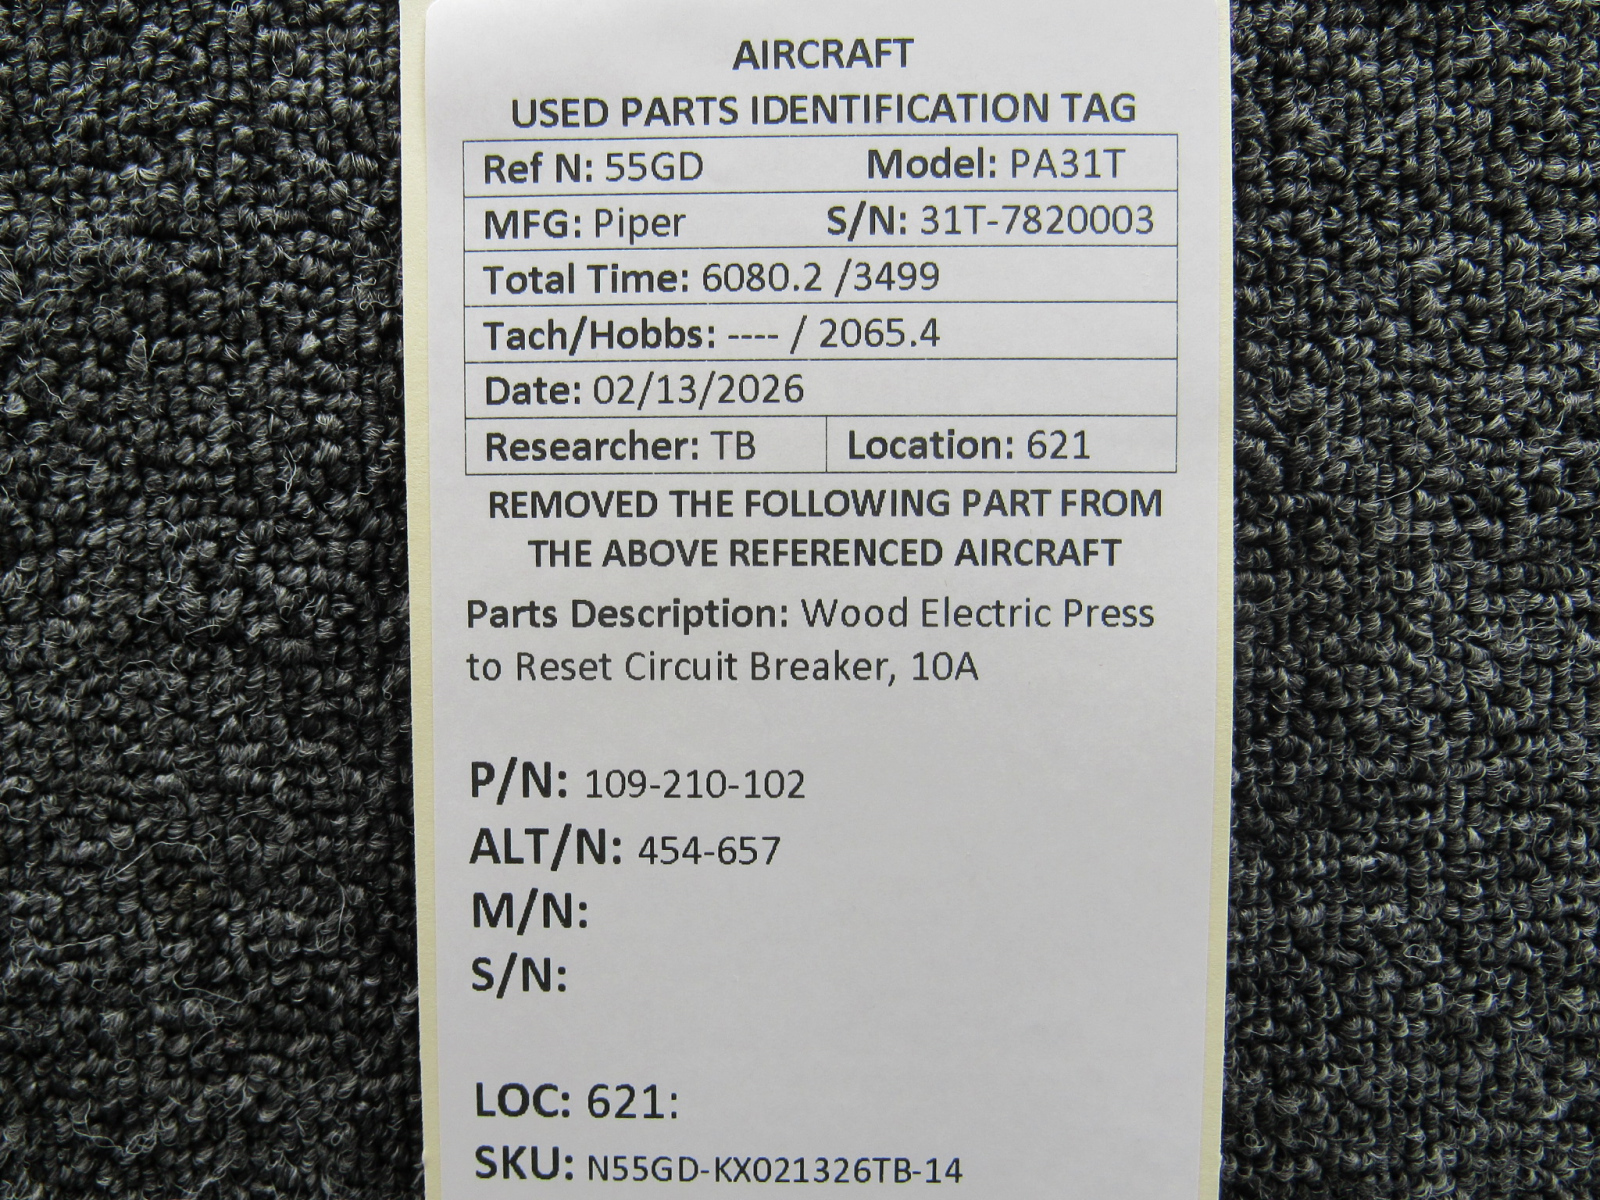 AIRCRAFT
USED PARTS IDENTIFICATION TAG
Ref N: 55GD Model: PA31T
MFG: Piper S/N: 31T-7820003
Total Time: 6080.2 /3499
Tach/Hobbs: ---- / 2065.4
Date: 02/13/2026
Researcher: TB Location: 621
REMOVED THE FOLLOWING PART FROM
THE ABOVE REFERENCED AIRCRAFT
Parts Description: Wood Electric Press
to Reset Circuit Breaker, 10A
P/N: 109-210-102
ALT/N: 454-657
M/N:
S/N:
LOC: 621:
SKU: N55GD-KX021326TB-14